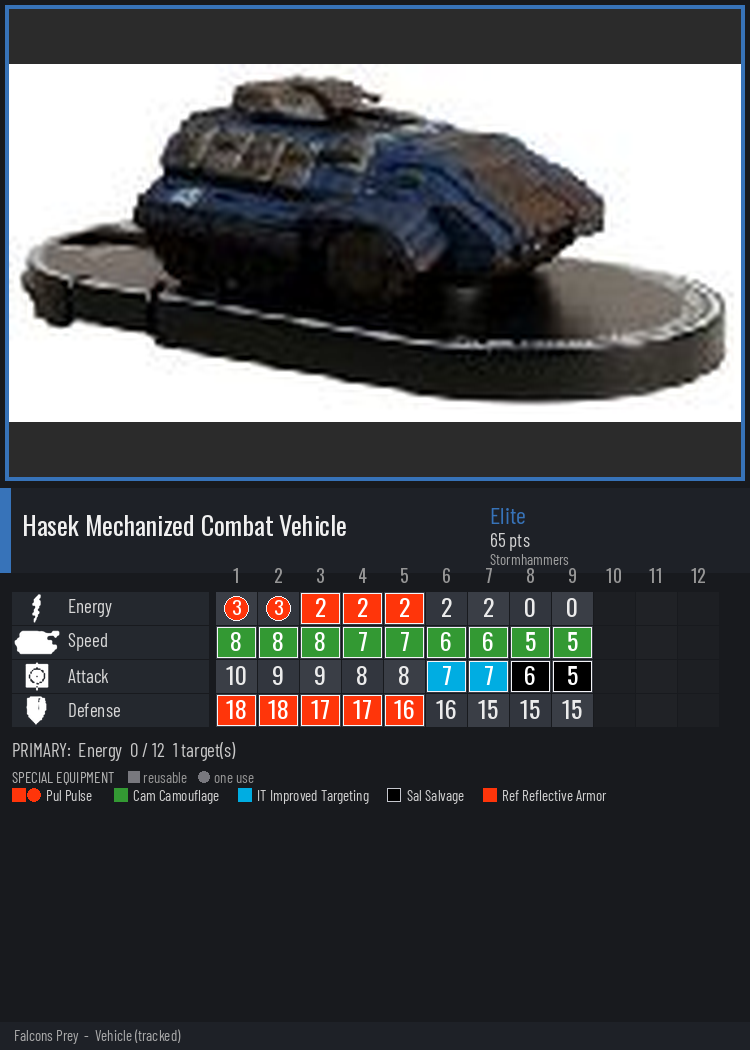 Hasek Mechanized Combat Vehicle
Elite
65 pts
Stormhammers
1 2 3 4 5 6 7 8 9 10 11 12
Energy 3 3 2 2 2 2 2 0 0
Speed 8 8 8 7 7 6 6 5 5
Attack 10 9 9 8 8 7 7 6 5
Defense 18 18 17 17 16 16 15 15 15
PRIMARY: Energy 0 / 12 1 target(s)
SPECIAL EQUIPMENT reusable one use
Pul Pulse Cam Camouflage IT Improved Targeting Sal Salvage Ref Reflective Armor
Falcons Prey - Vehicle (tracked)